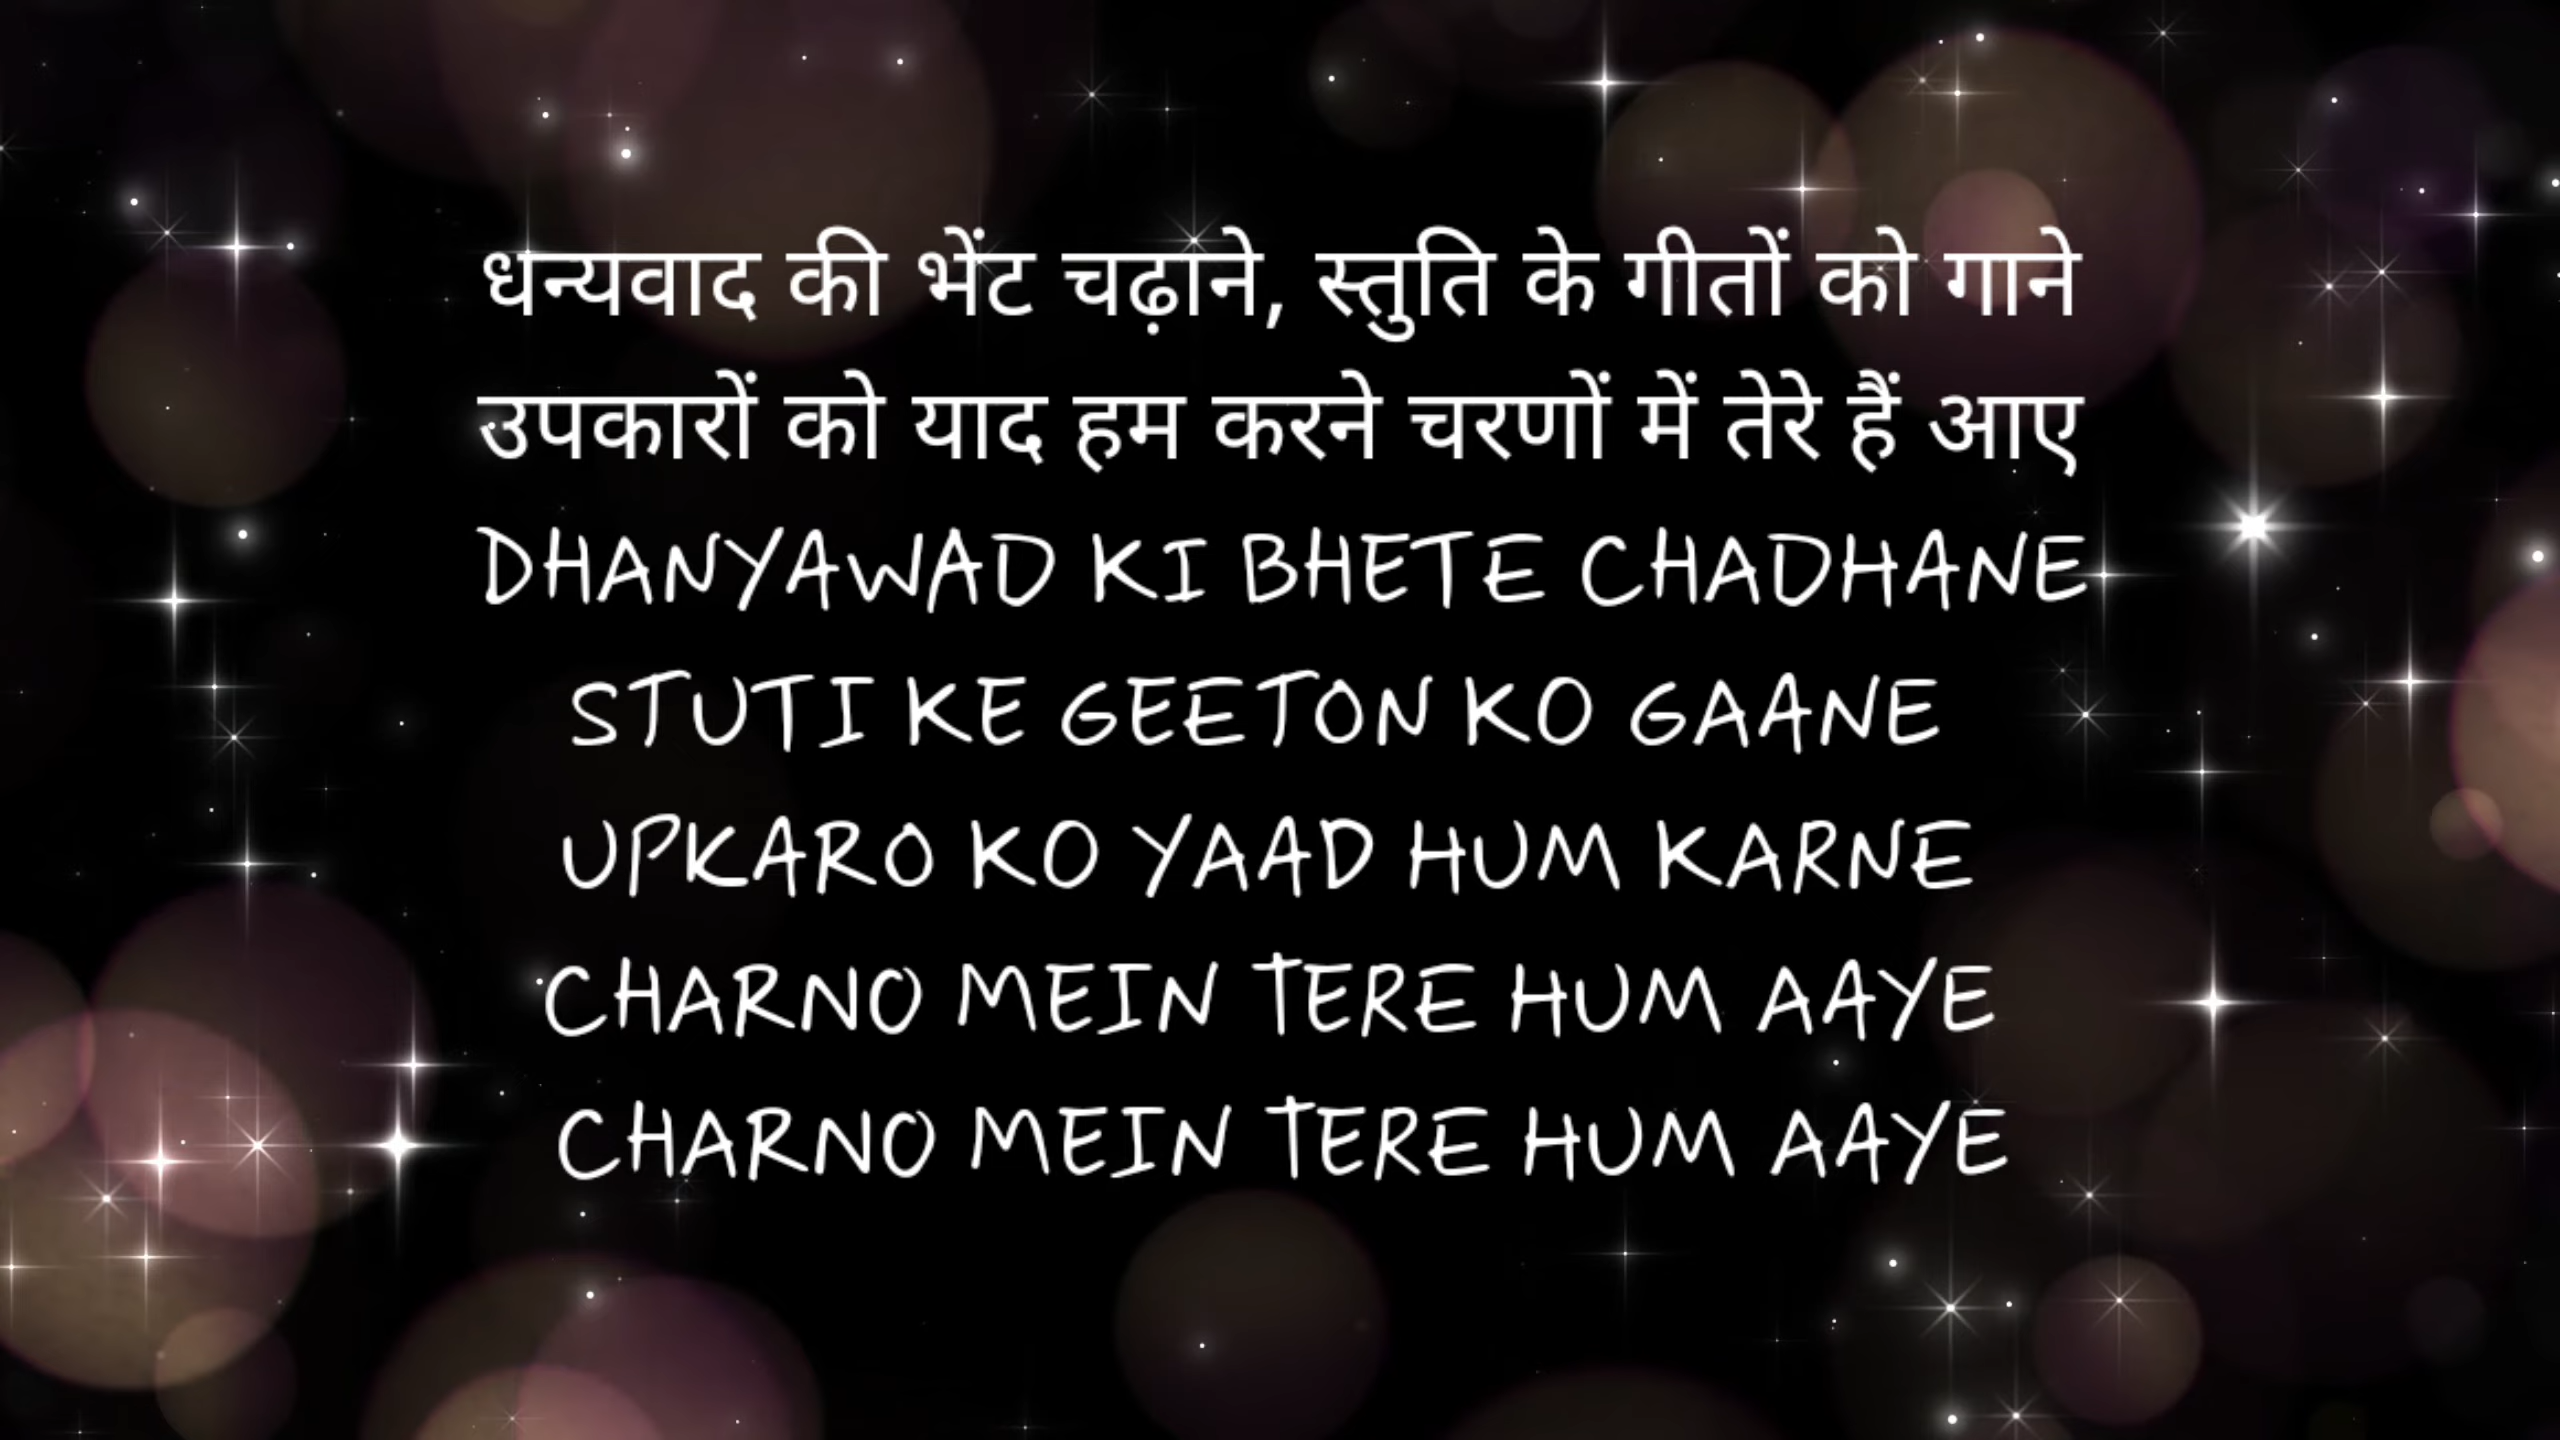 धन्यवाद की भेंट चढ़ाने, स्तुति के गीतों को गाने
उपकारों को याद हम करने चरणों में तेरे हैं आए
DHANYAWAD KI BHETE CHADHANE
STUTI KE GEETON KO GAANE
UPKARO KO YAAD HUM KARNE
CHARNO MEIN TERE HUM AAYE
CHARNO MEIN TERE HUM AAYE